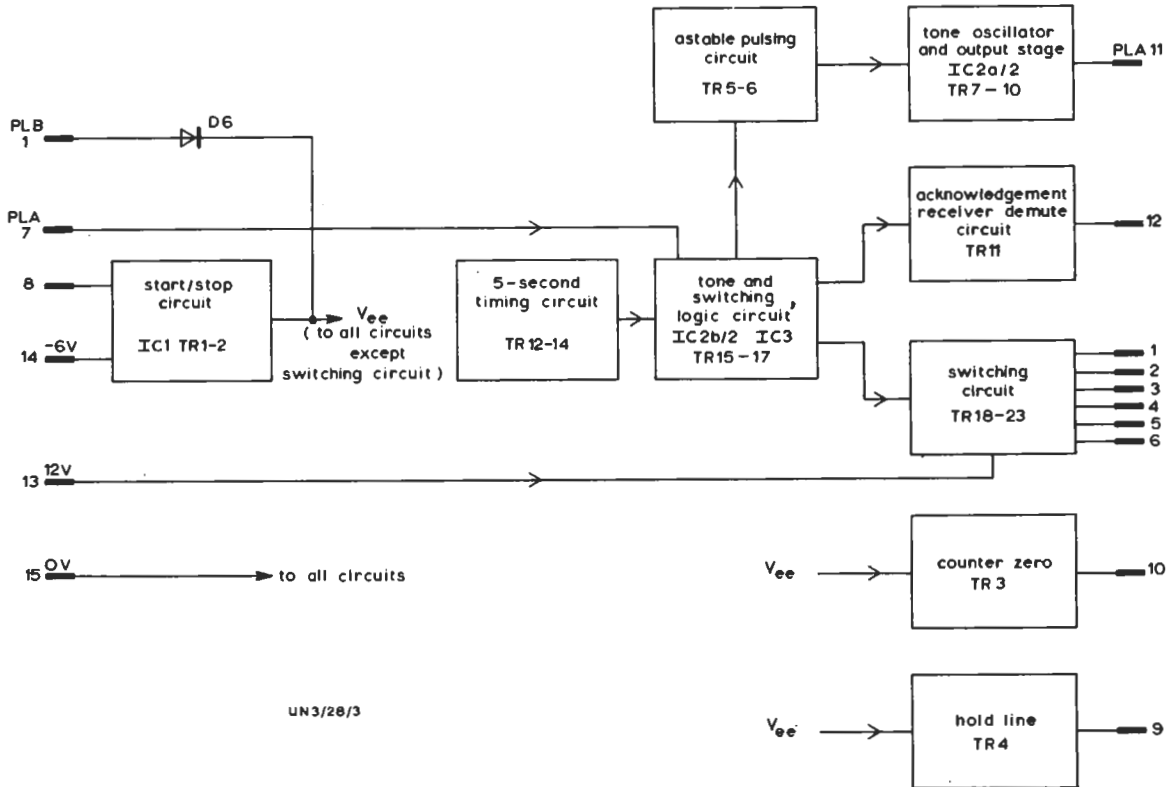 astable pulsing
circuit
TR5-6
tone oscillator
and output stage
IC2a/2
TR7-10
PLA 11
PLB
1
D6
PLA
7
acknowledgement
receiver demute
circuit
TR11
12
8
14 -6V
start/stop
circuit
IC1 TR1-2
Vee
( to all circuits
except
switching circuit )
5-second
timing circuit
TR12-14
tone and
switching
logic circuit,
IC2b/2 IC3
TR15-17
switching
circuit
TR18-23
1
2
3
4
5
6
13 12V
15 0V
to all circuits
Vee
counter zero
TR3
10
UN3/28/3
Vee
hold line
TR4
9